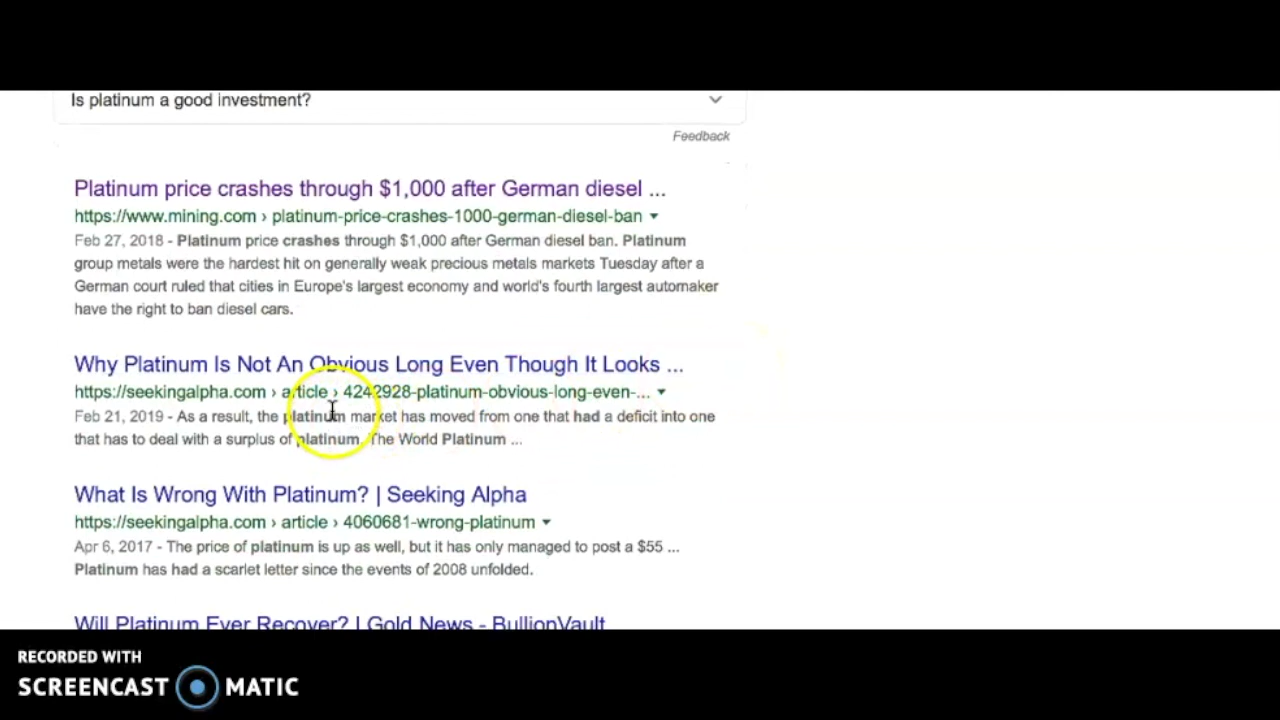 Is platinum a good investment?
Feedback
Platinum price crashes through $1,000 after German diesel ...
https://www.mining.com › platinum-price-crashes-1000-german-diesel-ban
Feb 27, 2018 - Platinum price crashes through $1,000 after German diesel ban. Platinum
group metals were the hardest hit on generally weak precious metals markets Tuesday after a
German court ruled that cities in Europe's largest economy and world's fourth largest automaker
have the right to ban diesel cars.
Why Platinum Is Not An Obvious Long Even Though It Looks ...
https://seekingalpha.com › article › 4242928-platinum-obvious-long-even-...
Feb 21, 2019 - As a result, the platinum market has moved from one that had a deficit into one
that has to deal with a surplus of platinum. The World Platinum ...
What Is Wrong With Platinum? | Seeking Alpha
https://seekingalpha.com › article › 4060681-wrong-platinum
Apr 6, 2017 - The price of platinum is up as well, but it has only managed to post a $55 ...
Platinum has had a scarlet letter since the events of 2008 unfolded.
Will Platinum Ever Recover? | Gold News - BullionVault
RECORDED WITH
SCREENCAST MATIC